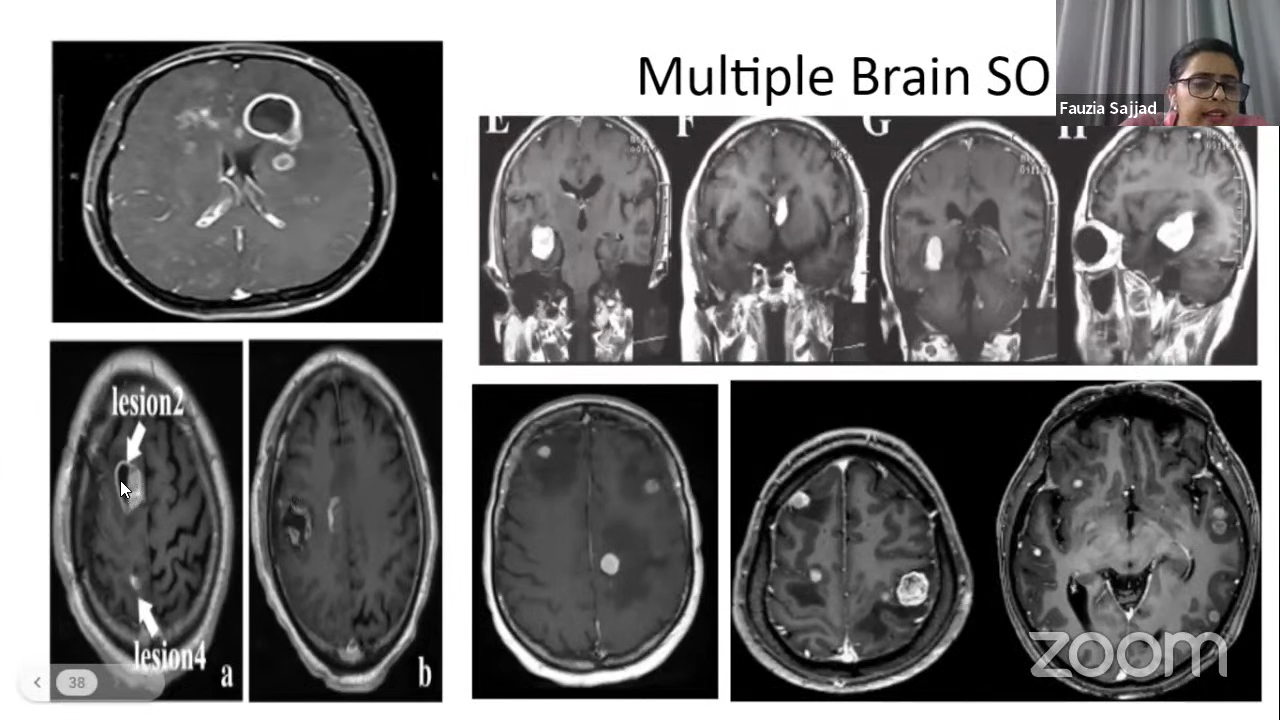 Multiple Brain SO
Fauzia Sajjad
E F G H
lesion2
lesion4
a
b
38
zoom